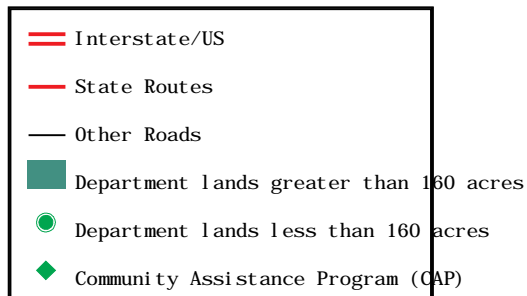 Interstate/US
State Routes
Other Roads
Department lands greater than 160 acres
Department lands less than 160 acres
Community Assistance Program (CAP)